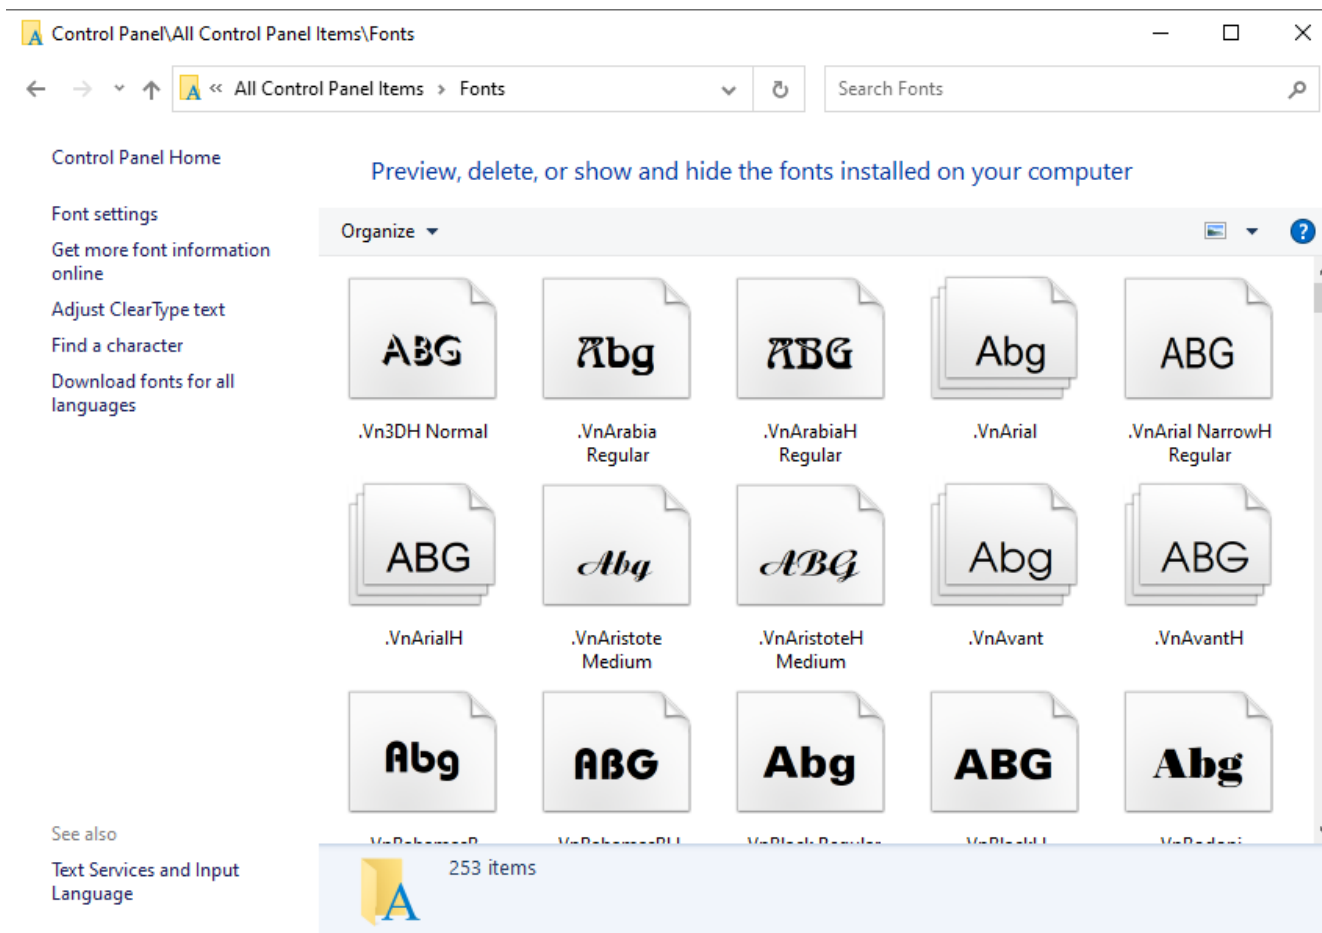 Control Panel\All Control Panel Items\Fonts
« All Control Panel Items > Fonts
Search Fonts
Control Panel Home
Font settings
Get more font information
online
Adjust ClearType text
Find a character
Download fonts for all
languages
See also
Text Services and Input
Language
Preview, delete, or show and hide the fonts installed on your computer
Organize
?
ABG Abg ABG Abg ABG
.Vn3DH Normal .VnArabia .VnArabiaH .VnArial .VnArial NarrowH
Regular Regular Regular
ABG Abg ABG Abg ABG
.VnArialH .VnAristote .VnAristoteH .VnAvant .VnAvantH
Medium Medium
Abg ABG Abg ABG Abg
253 items
A